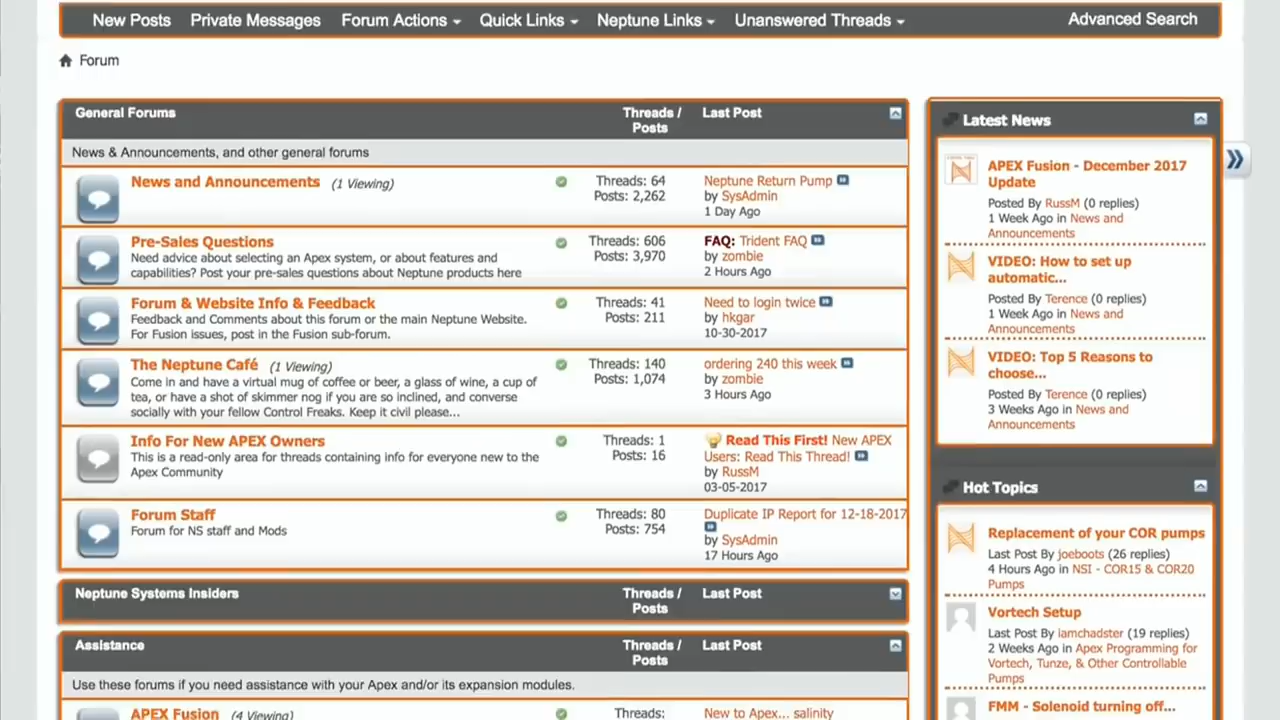 New Posts Private Messages Forum Actions Quick Links Neptune Links Unanswered Threads Advanced Search
Forum
General Forums Threads / Posts Last Post
News & Announcements, and other general forums
News and Announcements (1 Viewing)
Threads: 64
Posts: 2,262
Neptune Return Pump
by SysAdmin
1 Day Ago
Pre-Sales Questions
Need advice about selecting an Apex system, or about features and
capabilities? Post your pre-sales questions about Neptune products here
Threads: 606
Posts: 3,970
FAQ: Trident FAQ
by zombie
2 Hours Ago
Forum & Website Info & Feedback
Feedback and Comments about this forum or the main Neptune Website.
For Fusion issues, post in the Fusion sub-forum.
Threads: 41
Posts: 211
Need to login twice
by hkgar
10-30-2017
The Neptune Café (1 Viewing)
Come in and have a virtual mug of coffee or beer, a glass of wine, a cup of
tea, or have a shot of skimmer nog if you are so inclined, and converse
socially with your fellow Control Freaks. Keep it civil please...
Threads: 140
Posts: 1,074
ordering 240 this week
by zombie
3 Hours Ago
Info For New APEX Owners
This is a read-only area for threads containing info for everyone new to the
Apex Community
Threads: 1
Posts: 16
Read This First! New APEX
Users: Read This Thread!
by RussM
03-05-2017
Forum Staff
Forum for NS staff and Mods
Threads: 80
Posts: 754
Duplicate IP Report for 12-18-2017
by SysAdmin
17 Hours Ago
Neptune Systems Insiders Threads / Posts Last Post
Assistance Threads / Posts Last Post
Use these forums if you need assistance with your Apex and/or its expansion modules.
APEX Fusion (4 Viewing)
Threads:
New to Apex... salinity
Latest News
APEX Fusion - December 2017
Update
Posted By RussM (0 replies)
1 Week Ago in News and
Announcements
VIDEO: How to set up
automatic...
Posted By Terence (0 replies)
1 Week Ago in News and
Announcements
VIDEO: Top 5 Reasons to
choose...
Posted By Terence (0 replies)
3 Weeks Ago in News and
Announcements
Hot Topics
Replacement of your COR pumps
Last Post By joeboots (26 replies)
4 Hours Ago in NSI - COR15 & COR20
Pumps
Vortech Setup
Last Post By lamchadster (19 replies)
2 Weeks Ago in Apex Programming for
Vortech, Tunze, & Other Controllable
Pumps
FMM - Solenoid turning off...